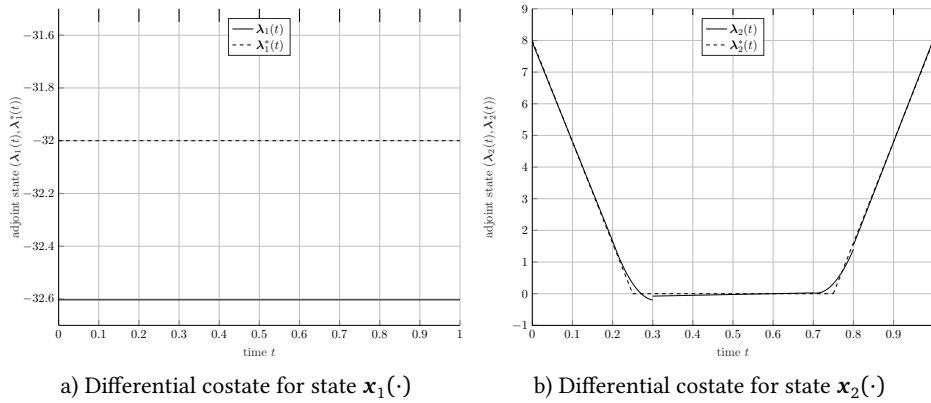 −31.6
−31.8
−32
−32.2
−32.4
−32.6
adjoint state (λ₁(t), λ₁*(t))
λ₁(t)
λ₁*(t)
0 0.1 0.2 0.3 0.4 0.5 0.6 0.7 0.8 0.9 1
time t
a) Differential costate for state x₁(·)
9
8
7
6
5
4
3
2
1
0
−1
adjoint state (λ₂(t), λ₂*(t))
λ₂(t)
λ₂*(t)
0 0.1 0.2 0.3 0.4 0.5 0.6 0.7 0.8 0.9
time t
b) Differential costate for state x₂(·)